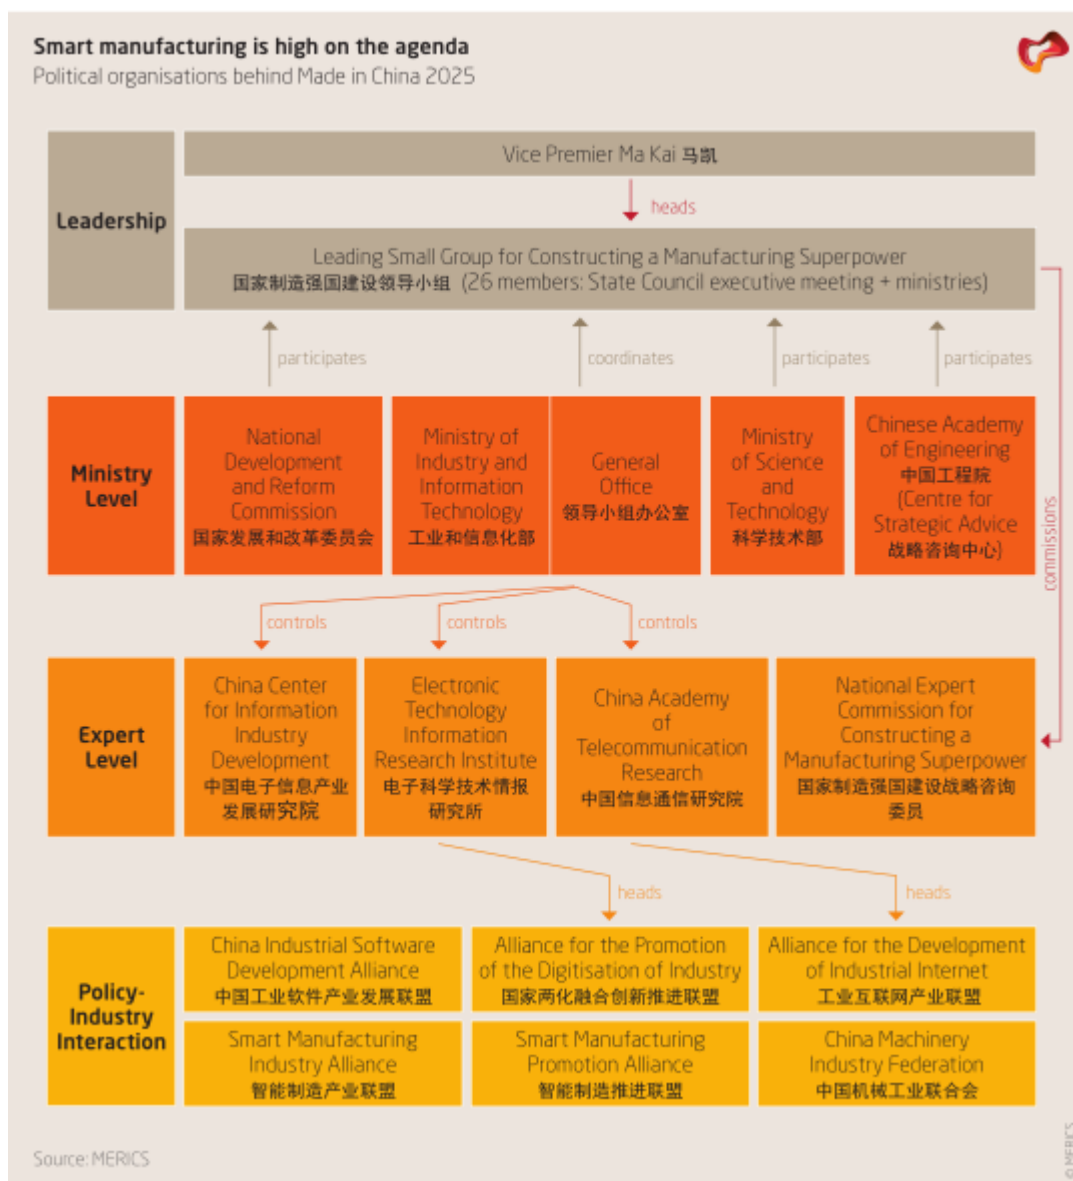 Smart manufacturing is high on the agenda
Political organisations behind Made in China 2025
Leadership
Vice Premier Ma Kai 马凯
heads
Leading Small Group for Constructing a Manufacturing Superpower
国家制造强国建设领导小组 (26 members: State Council executive meeting + ministries)
participates
coordinates
participates
participates
commissions
Ministry
Level
National
Development
and Reform
Commission
国家发展和改革委员会
Ministry of
Industry and
Information
Technology
工业和信息化部
General
Office
领导小组办公室
Ministry
of Science
and
Technology
科学技术部
Chinese Academy
of Engineering
中国工程院
(Centre for
Strategic Advice
战略咨询中心)
controls
controls
controls
Expert
Level
China Center
for Information
Industry
Development
中国电子信息产业
发展研究院
Electronic
Technology
Information
Research Institute
电子科学技术情报
研究所
China Academy
of
Telecommunication
Research
中国信息通信研究院
National Expert
Commission for
Constructing a
Manufacturing Superpower
国家制造强国建设战略咨询
委员
heads
heads
Policy-
Industry
Interaction
China Industrial Software
Development Alliance
中国工业软件产业发展联盟
Alliance for the Promotion
of the Digitisation of Industry
国家两化融合创新推进联盟
Alliance for the Development
of Industrial Internet
工业互联网产业联盟
Smart Manufacturing
Industry Alliance
智能制造产业联盟
Smart Manufacturing
Promotion Alliance
智能制造推进联盟
China Machinery
Industry Federation
中国机械工业联合会
Source: MERICS
© MERICS